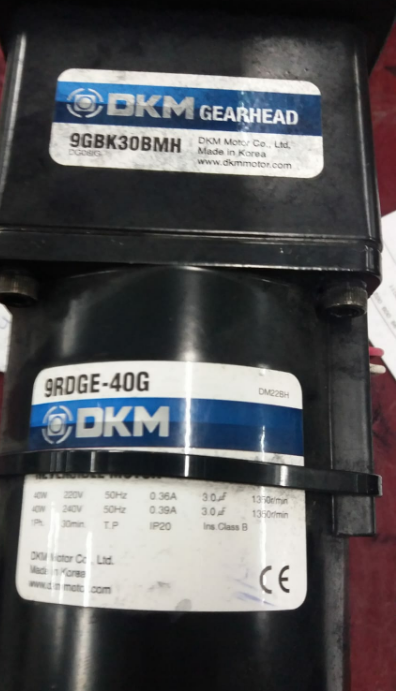 DKM GEARHEAD
9GBK30BMH
DKM Motor Co., Ltd.
Made in Korea
www.dkmmotor.com
9RDGE-40G
DM22BH
DKM
40W 220V 50Hz 0.36A 3.0㎌ 1350r/min
40W 240V 50Hz 0.39A 3.0㎌ 1350r/min
1Ph. 30min. T.P IP20 Ins.Class B
DKM Motor Co., Ltd.
Made in Korea
www.dkmmotor.com
CE